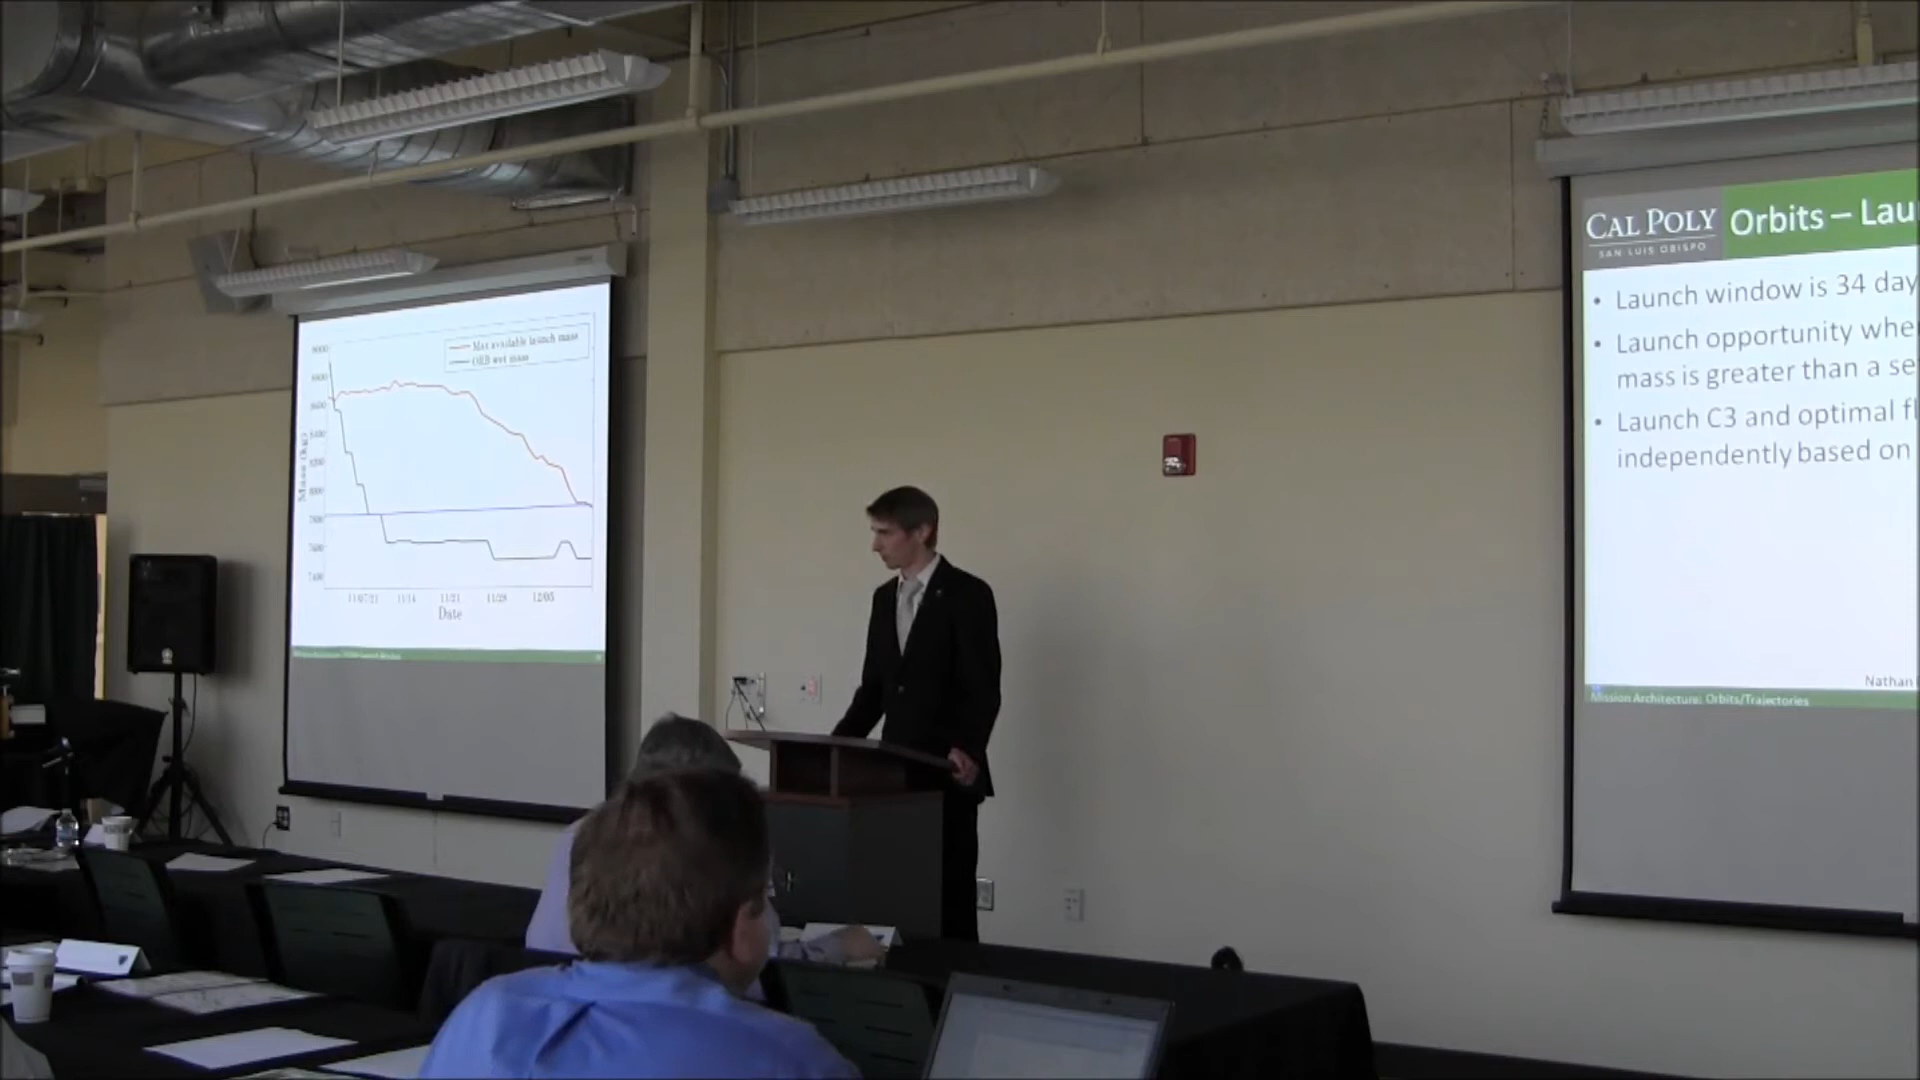 Max available launch mass
ORB wet mass
Mass (kg)
11/07/21 11/14 11/21 11/28 12/05
Date
CAL POLY
SAN LUIS OBISPO
Orbits – Lau
• Launch window is 34 day
• Launch opportunity whe
mass is greater than a se
• Launch C3 and optimal fl
independently based on
Nathan
Mission Architecture: Orbits/Trajectories